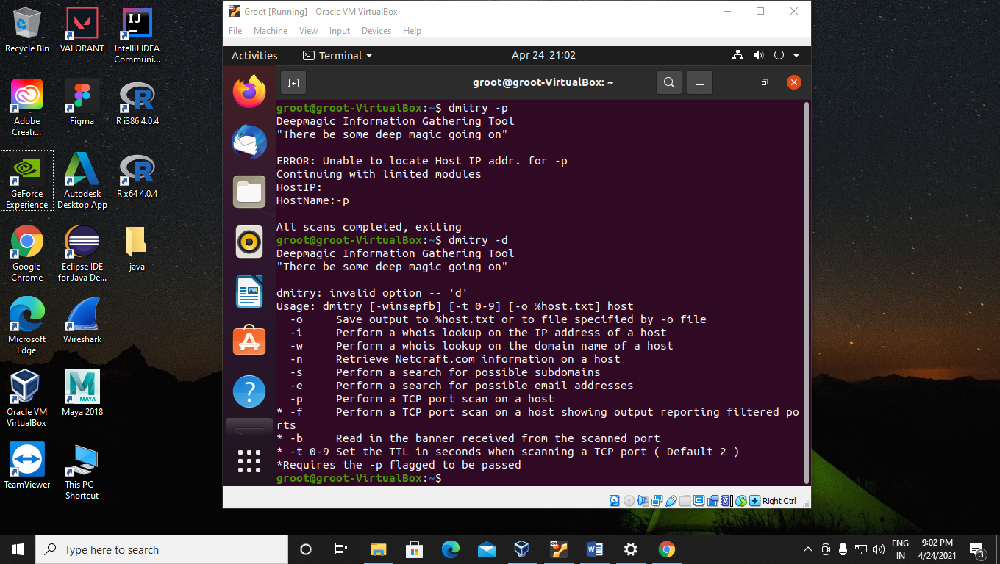 Recycle Bin
VALORANT
IntelliJ IDEA
Communi...
Adobe
Creati...
Figma
R i386 4.0.4
GeForce
Experience
Autodesk
Desktop App
R x64 4.0.4
Google
Chrome
Eclipse IDE
for Java De...
java
Microsoft
Edge
Wireshark
Oracle VM
VirtualBox
Maya 2018
TeamViewer
This PC -
Shortcut
IJ
MAYA
Groot [Running] - Oracle VM VirtualBox
File Machine View Input Devices Help
Activities Terminal Apr 24 21:02
groot@groot-VirtualBox: ~
groot@groot-VirtualBox:~$ dmitry -p
Deepmagic Information Gathering Tool
"There be some deep magic going on"
ERROR: Unable to locate Host IP addr. for -p
Continuing with limited modules
HostIP:
HostName:-p
All scans completed, exiting
groot@groot-VirtualBox:~$ dmitry -d
Deepmagic Information Gathering Tool
"There be some deep magic going on"
dmitry: invalid option -- 'd'
Usage: dmitry [-winsepfb] [-t 0-9] [-o %host.txt] host
-o Save output to %host.txt or to file specified by -o file
-i Perform a whois lookup on the IP address of a host
-w Perform a whois lookup on the domain name of a host
-n Retrieve Netcraft.com information on a host
-s Perform a search for possible subdomains
-e Perform a search for possible email addresses
-p Perform a TCP port scan on a host
* -f Perform a TCP port scan on a host showing output reporting filtered po
rts
* -b Read in the banner received from the scanned port
* -t 0-9 Set the TTL in seconds when scanning a TCP port ( Default 2 )
*Requires the -p flagged to be passed
groot@groot-VirtualBox:~$
Right Ctrl
Type here to search
ENG
IN
9:02 PM
4/24/2021
3